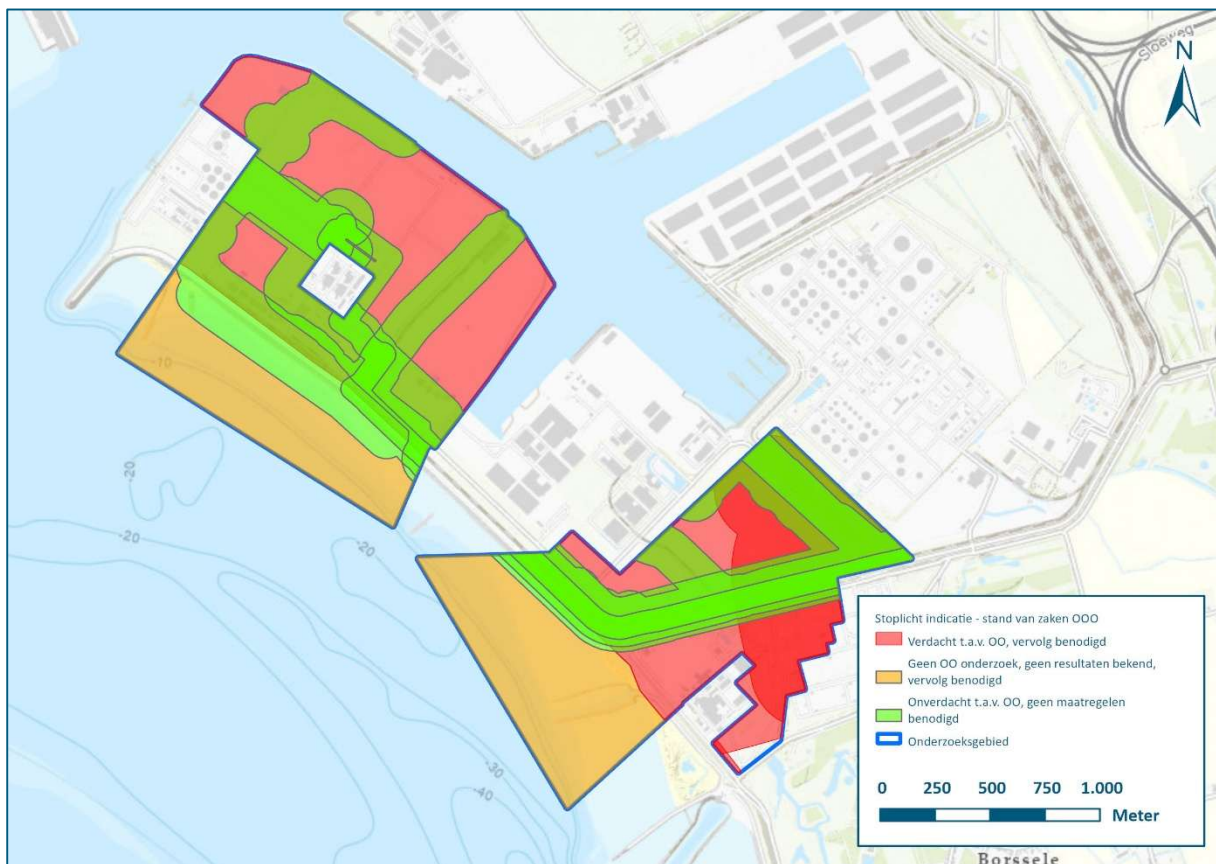 Sloeweg
N
-10
-20
-20
-20
-30
-40
Stoplicht indicatie - stand van zaken OOO
Verdacht t.a.v. OO, vervolg benodigd
Geen OO onderzoek, geen resultaten bekend,
vervolg benodigd
Onverdacht t.a.v. OO, geen maatregelen
benodigd
Onderzoeksgebied
0 250 500 750 1.000
Meter
Borssele